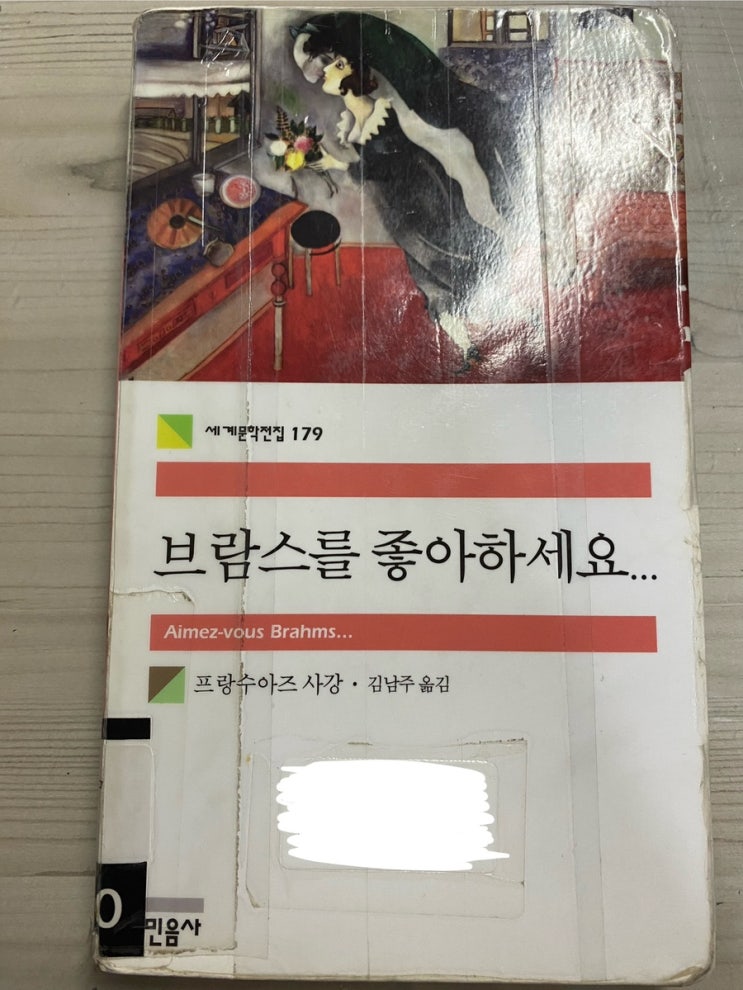 세계문학전집 179
브람스를 좋아하세요...
Aimez-vous Brahms...
프랑수아즈 사강 · 김남주 옮김
0
민음사